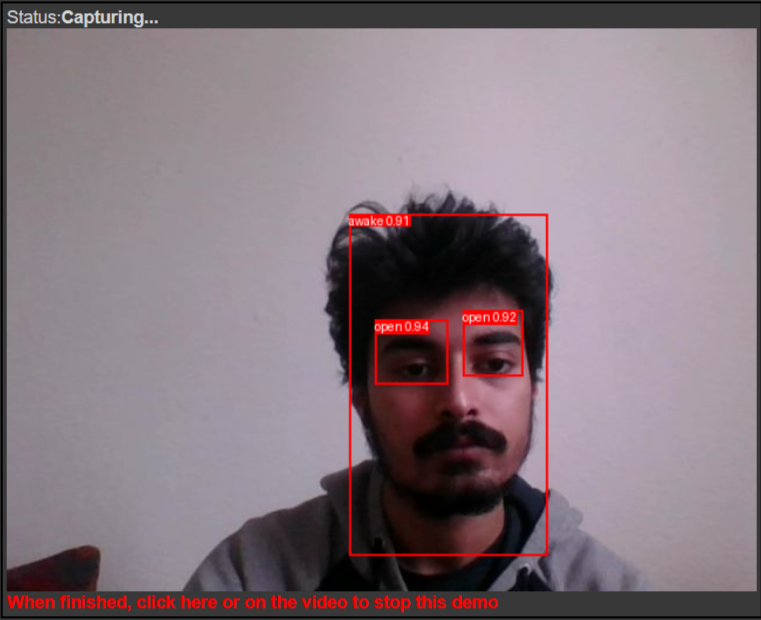 Status:Capturing...
awake 0.91
open 0.94
open 0.92
When finished, click here or on the video to stop this demo